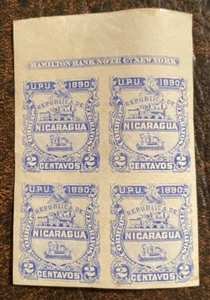 HAMILTON BANK NOTE Co. NEW YORK
U.P.U. 1890
REPUBLICA DE
NICARAGUA
2 CENTAVOS 2
U.P.U. 1890
REPUBLICA DE
NICARAGUA
2 CENTAVOS 2
U.P.U. 1890
REPUBLICA DE
NICARAGUA
2 CENTAVOS 2
U.P.U. 1890
REPUBLICA DE
NICARAGUA
2 CENTAVOS 2